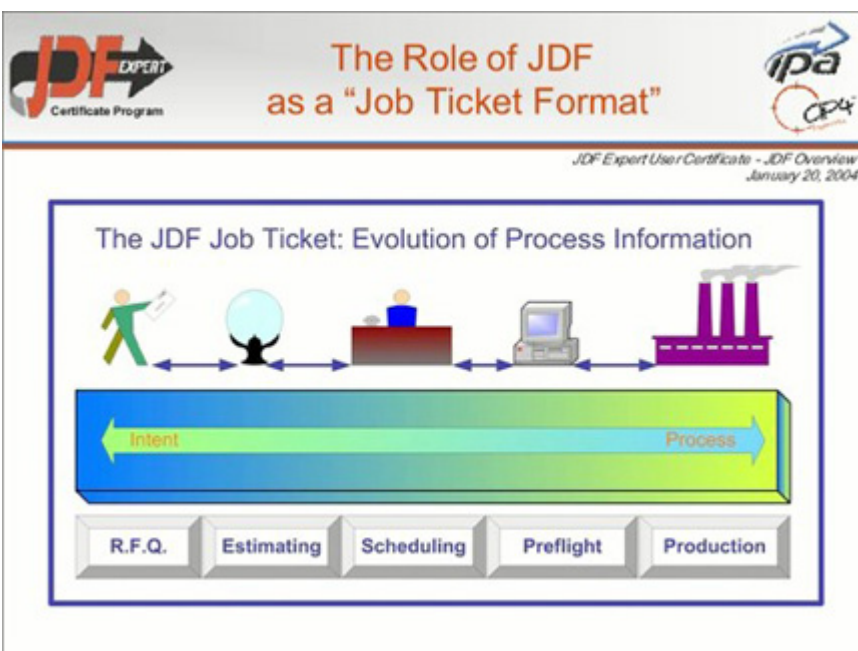 JDF EXPERT
Certificate Program
The Role of JDF
as a “Job Ticket Format”
ipa
CIP4
JDF Expert User Certificate - JDF Overview
January 20, 2004
The JDF Job Ticket: Evolution of Process Information
Intent
Process
R.F.Q.
Estimating
Scheduling
Preflight
Production